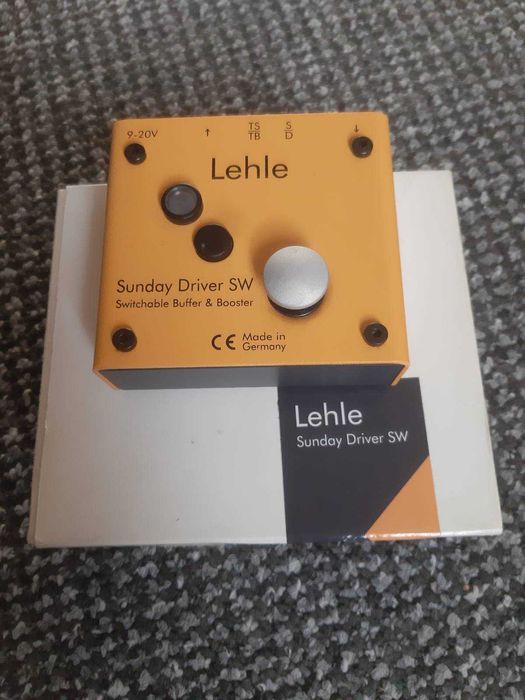 9-20V ↑ TS S ↓
TB D
Lehle
Sunday Driver SW
Switchable Buffer & Booster
CE Made in
Germany
Lehle
Sunday Driver SW